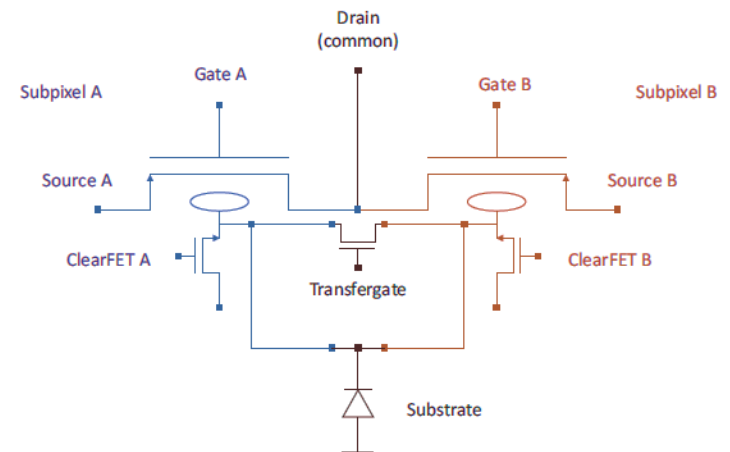 Drain
(common)
Gate A
Gate B
Subpixel A
Subpixel B
Source A
Source B
ClearFET A
ClearFET B
Transfergate
Substrate